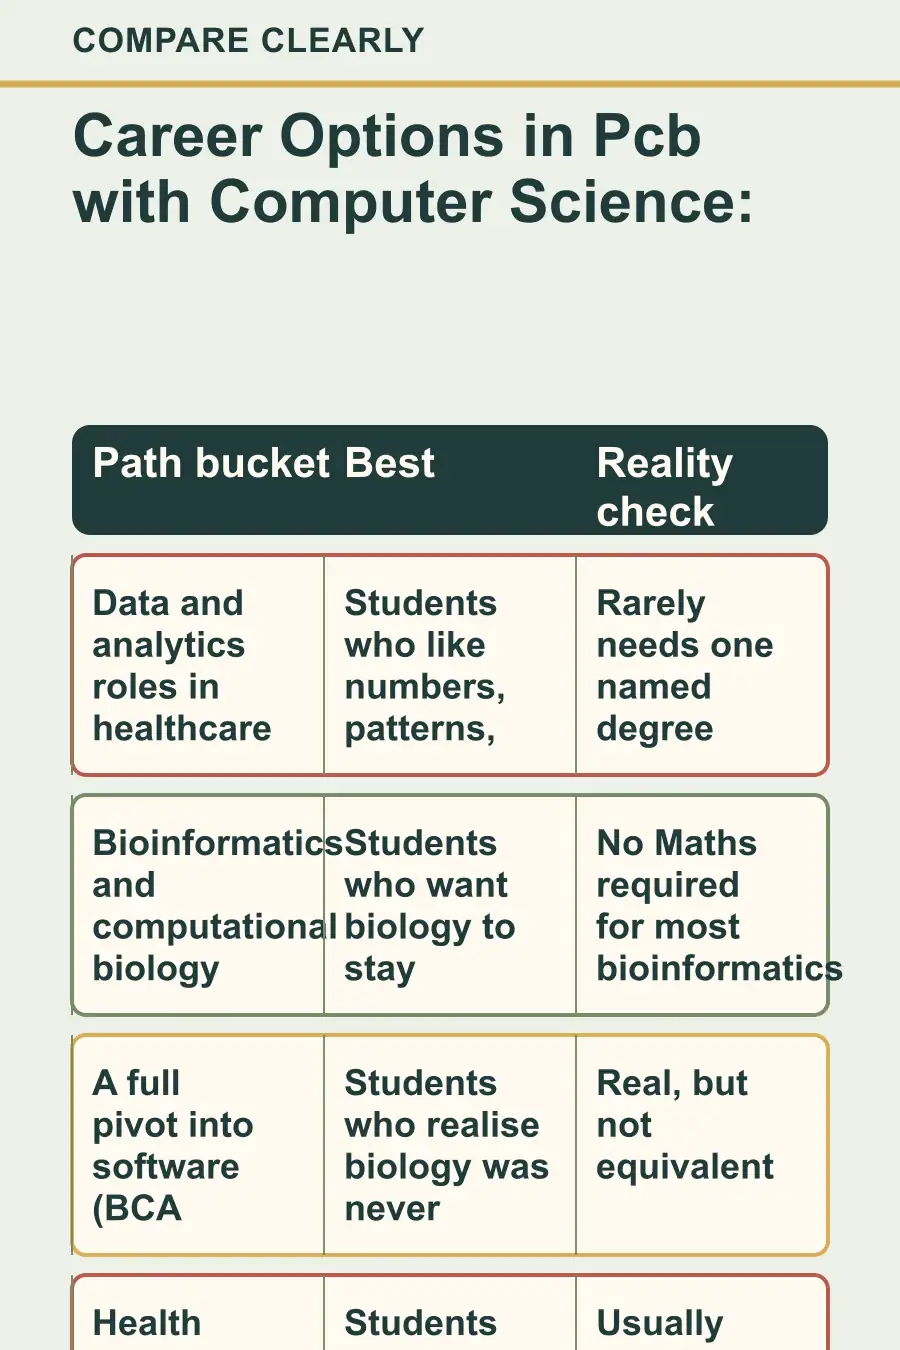 COMPARE CLEARLY
Career Options in Pcb
with Computer Science:
Path bucket Best Reality
check
Data and
analytics
roles in
healthcare
Students
who like
numbers,
patterns,
Rarely
needs one
named
degree
Bioinformatics
and
computational
biology
Students
who want
biology to
stay
No Maths
required
for most
bioinformatics
A full
pivot into
software
(BCA
Students
who realise
biology was
never
Real, but
not
equivalent
Health
Students
Usually